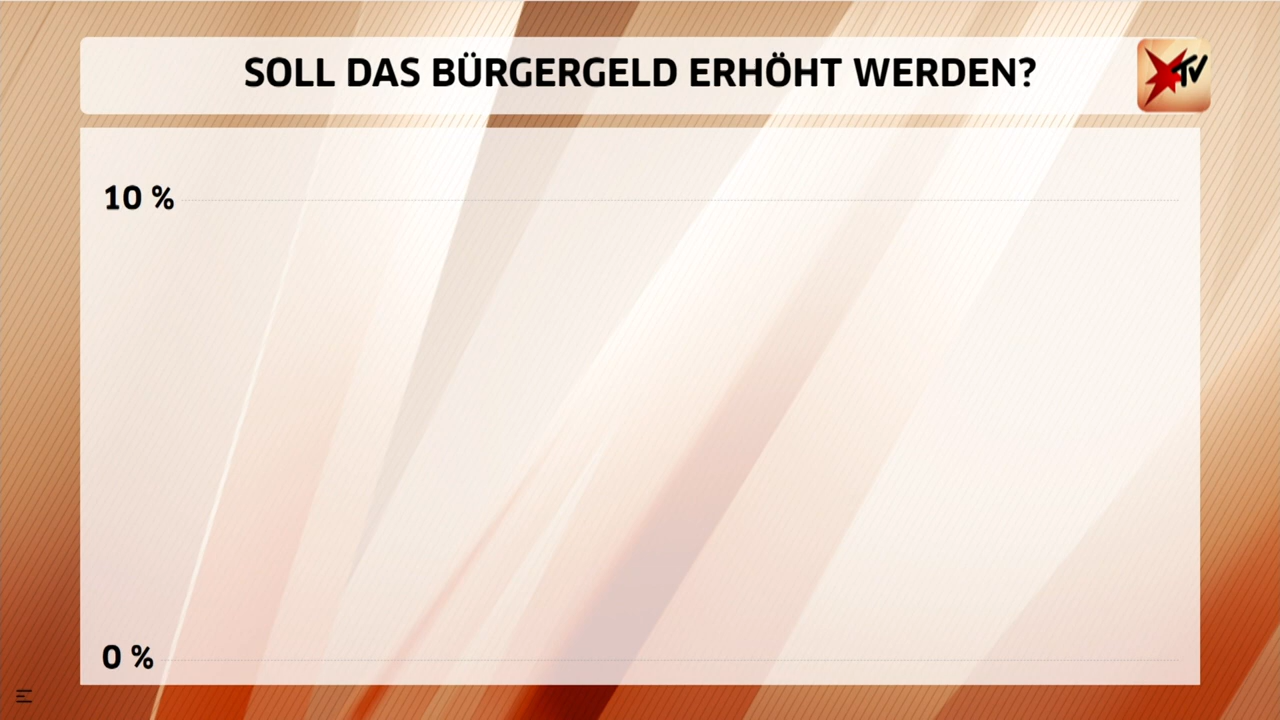 SOLL DAS BÜRGERGELD ERHÖHT WERDEN?
TV
10 %
0 %